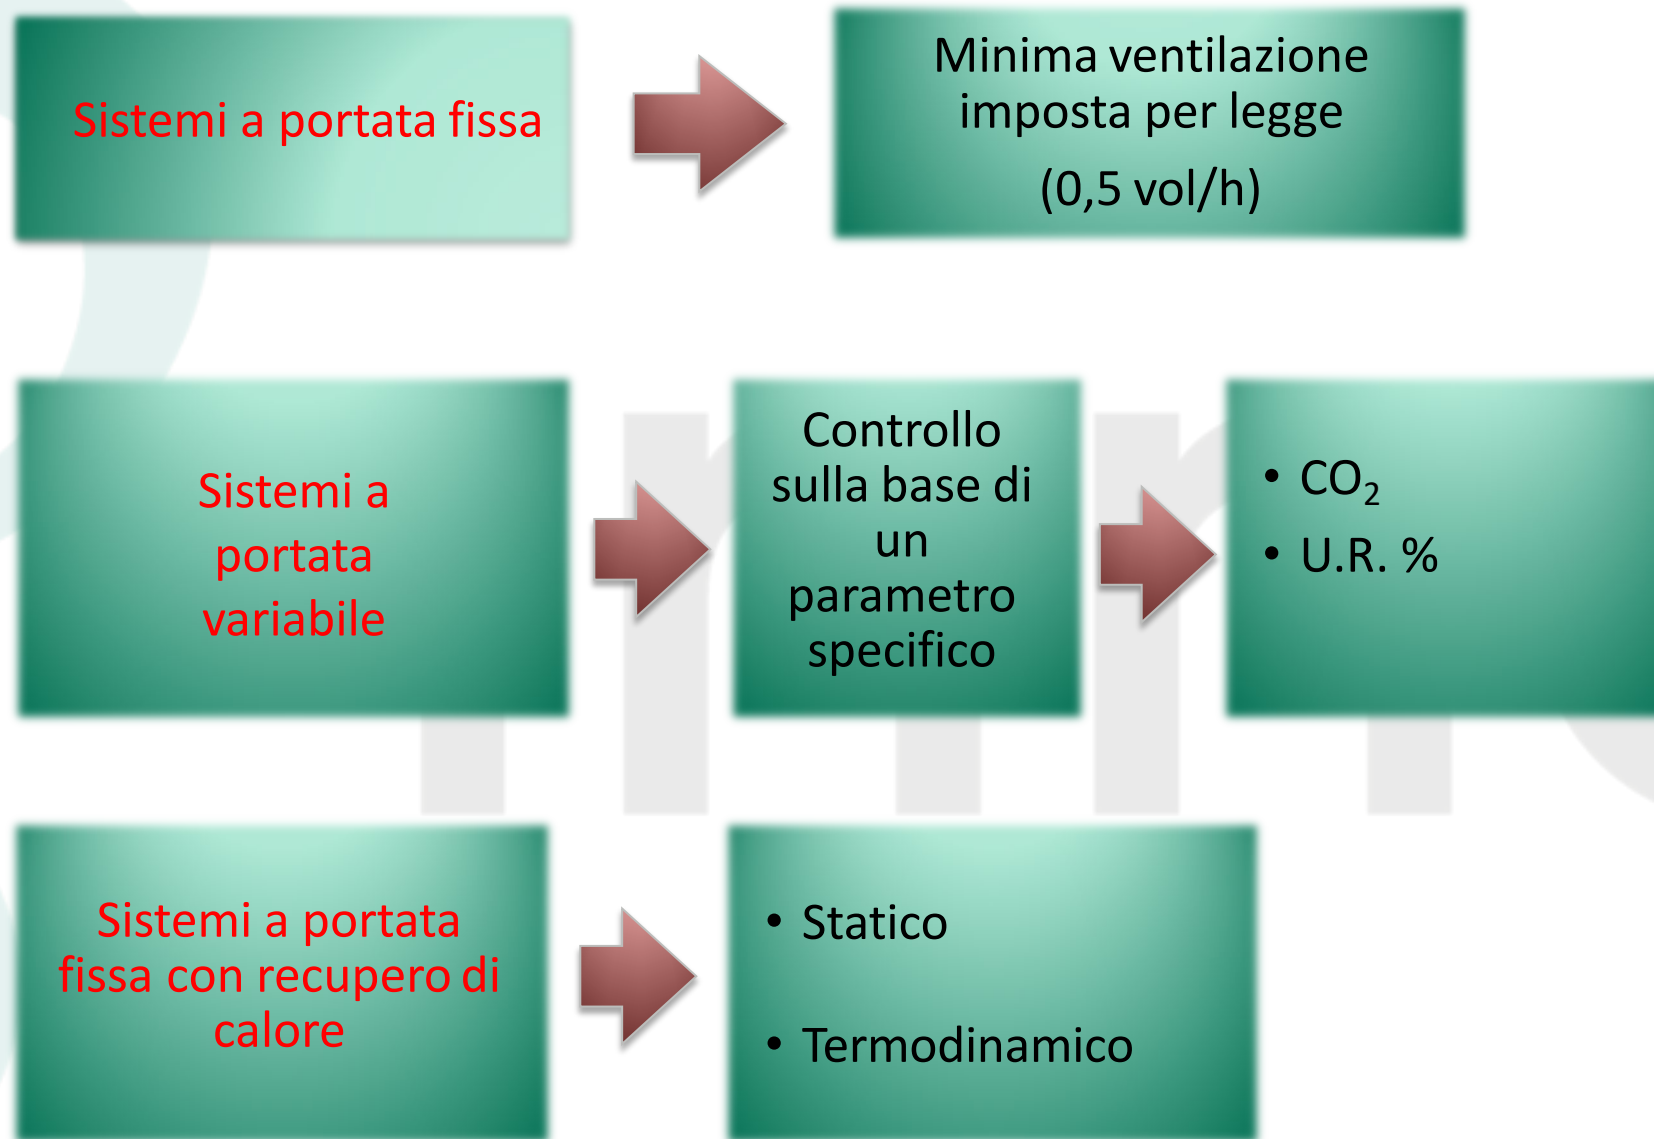 Sistemi a portata fissa
Minima ventilazione
imposta per legge
(0,5 vol/h)
Sistemi a
portata
variabile
Controllo
sulla base di
un
parametro
specifico
• CO₂
• U.R. %
Sistemi a portata
fissa con recupero di
calore
• Statico
• Termodinamico